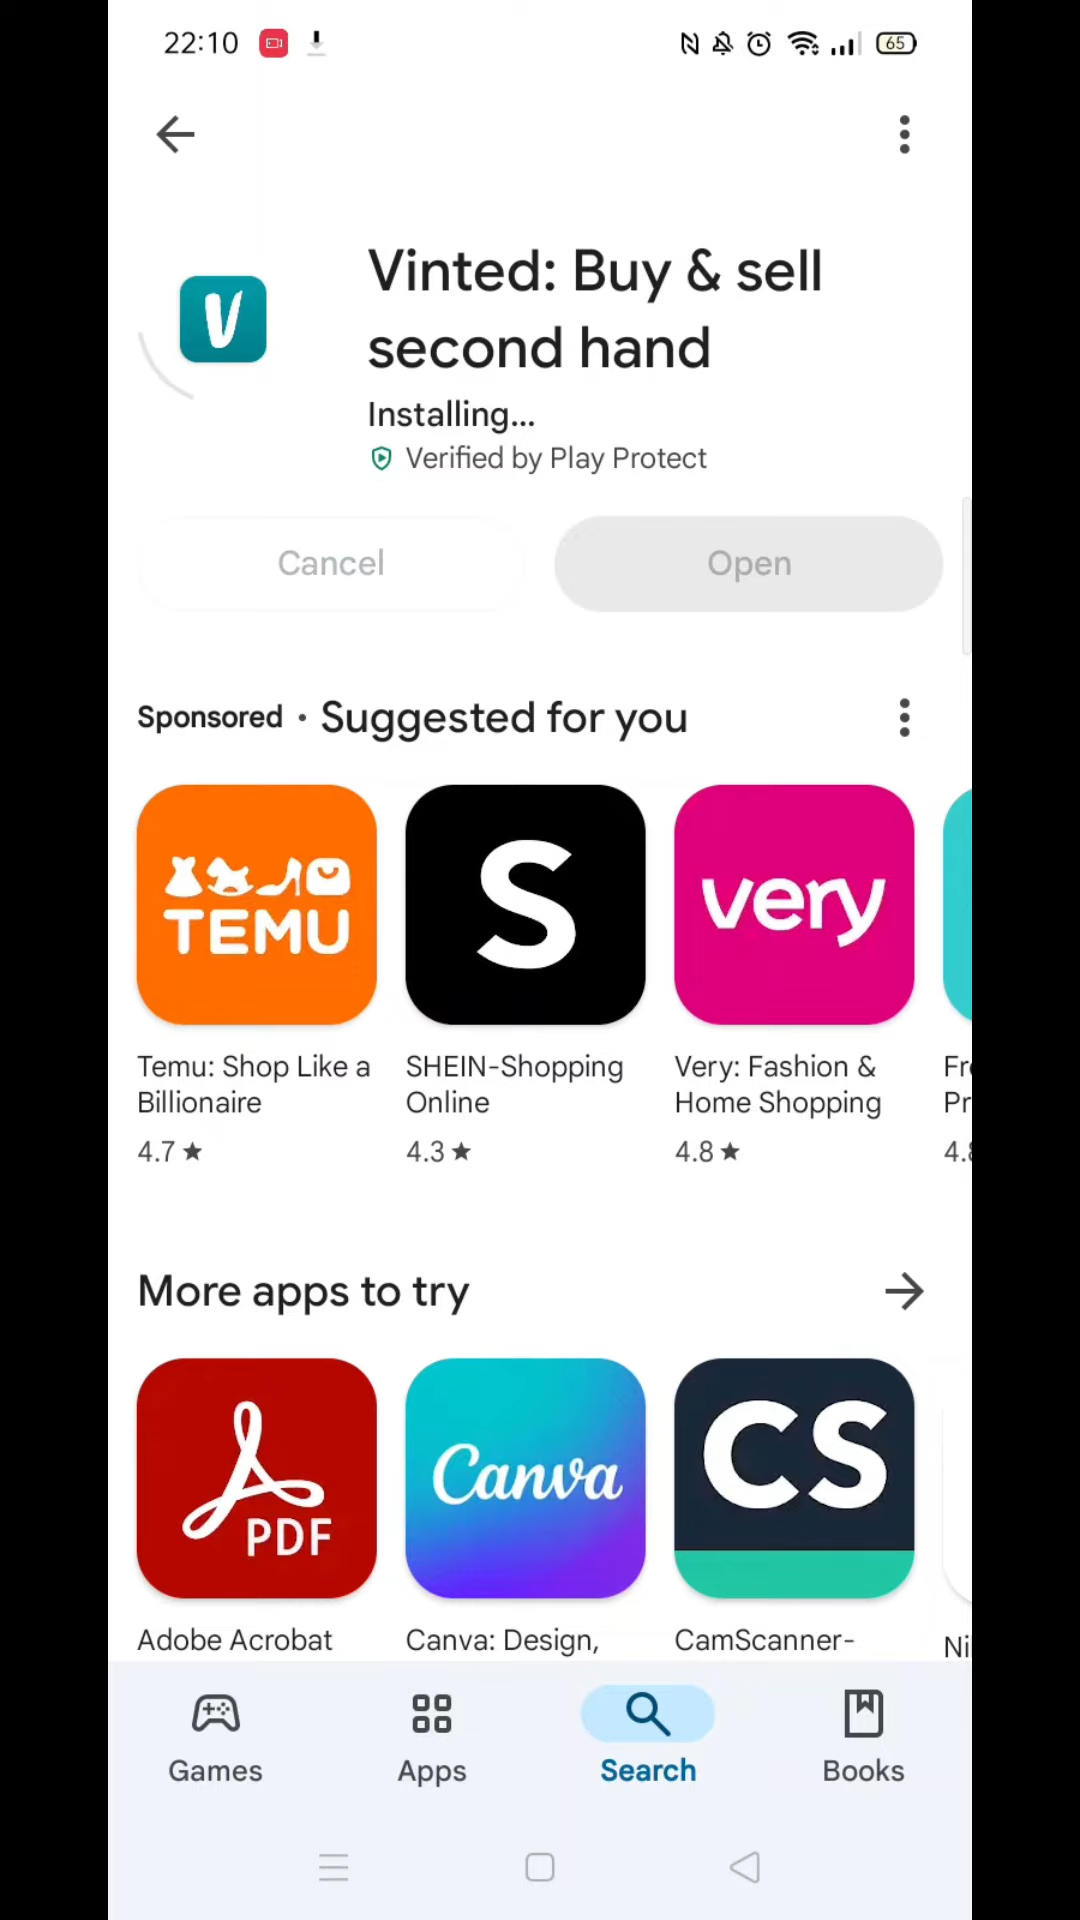 22:10
65
V
Vinted: Buy & sell
second hand
Installing...
Verified by Play Protect
Cancel
Open
Sponsored • Suggested for you
TEMU
S
very
Temu: Shop Like a
Billionaire
4.7 ★
SHEIN-Shopping
Online
4.3 ★
Very: Fashion &
Home Shopping
4.8 ★
More apps to try
PDF
Canva
CS
Adobe Acrobat
Canva: Design,
CamScanner-
Games
Apps
Search
Books